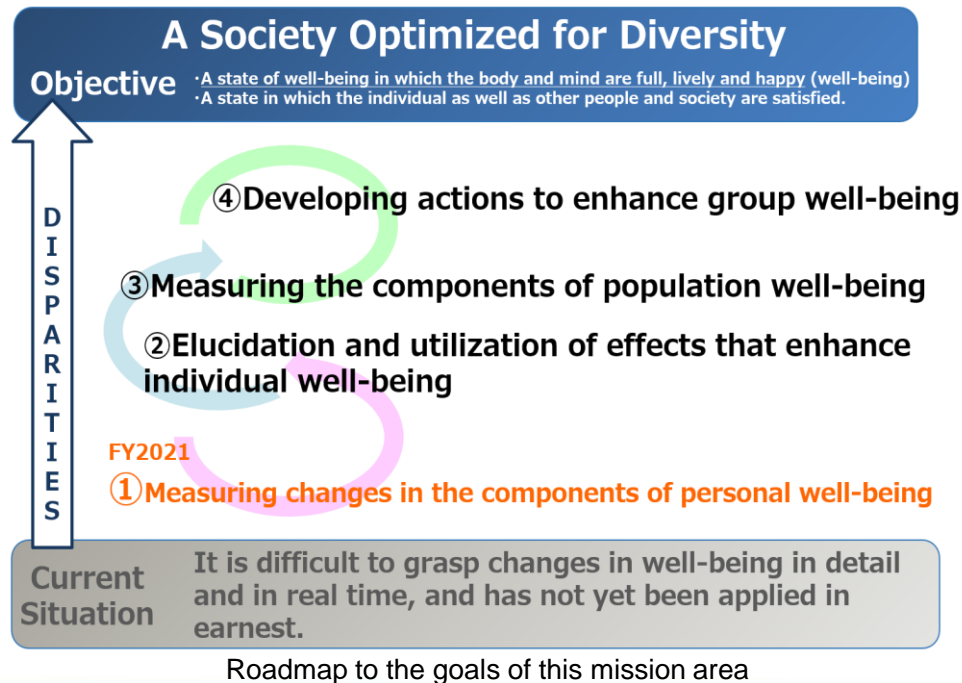 A Society Optimized for Diversity
Objective
・A state of well-being in which the body and mind are full, lively and happy (well-being)
・A state in which the individual as well as other people and society are satisfied.
DISPARITIES
④Developing actions to enhance group well-being
③Measuring the components of population well-being
②Elucidation and utilization of effects that enhance
individual well-being
FY2021
①Measuring changes in the components of personal well-being
Current
Situation
It is difficult to grasp changes in well-being in detail
and in real time, and has not yet been applied in
earnest.
Roadmap to the goals of this mission area